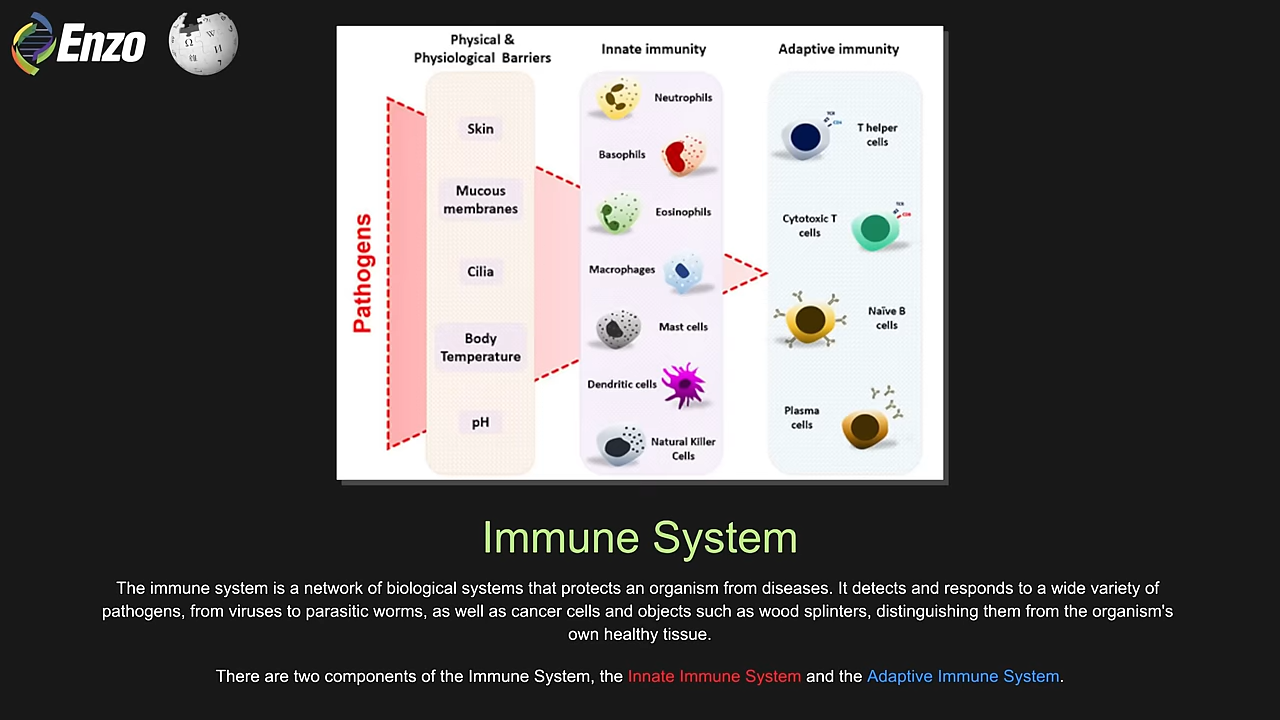 Enzo
Physical &
Physiological Barriers
Innate immunity
Adaptive immunity
Pathogens
Skin
Mucous
membranes
Cilia
Body
Temperature
pH
Neutrophils
Basophils
Eosinophils
Macrophages
Mast cells
Dendritic cells
Natural Killer
Cells
T helper
cells
Cytotoxic T
cells
Naïve B
cells
Plasma
cells
Immune System
The immune system is a network of biological systems that protects an organism from diseases. It detects and responds to a wide variety of
pathogens, from viruses to parasitic worms, as well as cancer cells and objects such as wood splinters, distinguishing them from the organism's
own healthy tissue.
There are two components of the Immune System, the Innate Immune System and the Adaptive Immune System.